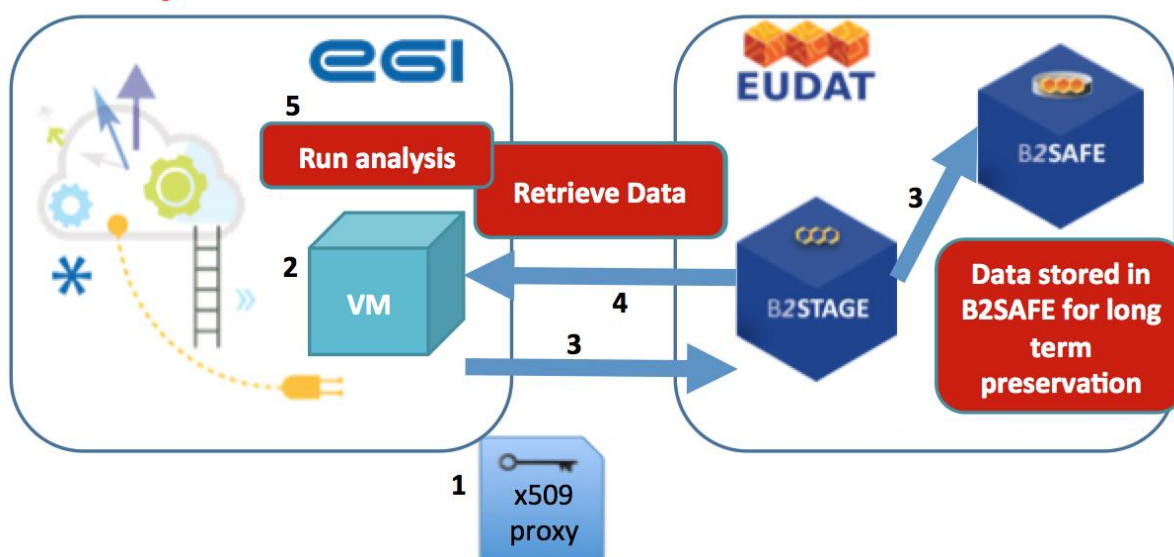 egi
EUDAT
5
Run analysis
Retrieve Data
B2SAFE
3
2
VM
4
3
B2STAGE
Data stored in
B2SAFE for long
term
preservation
1
x509
proxy